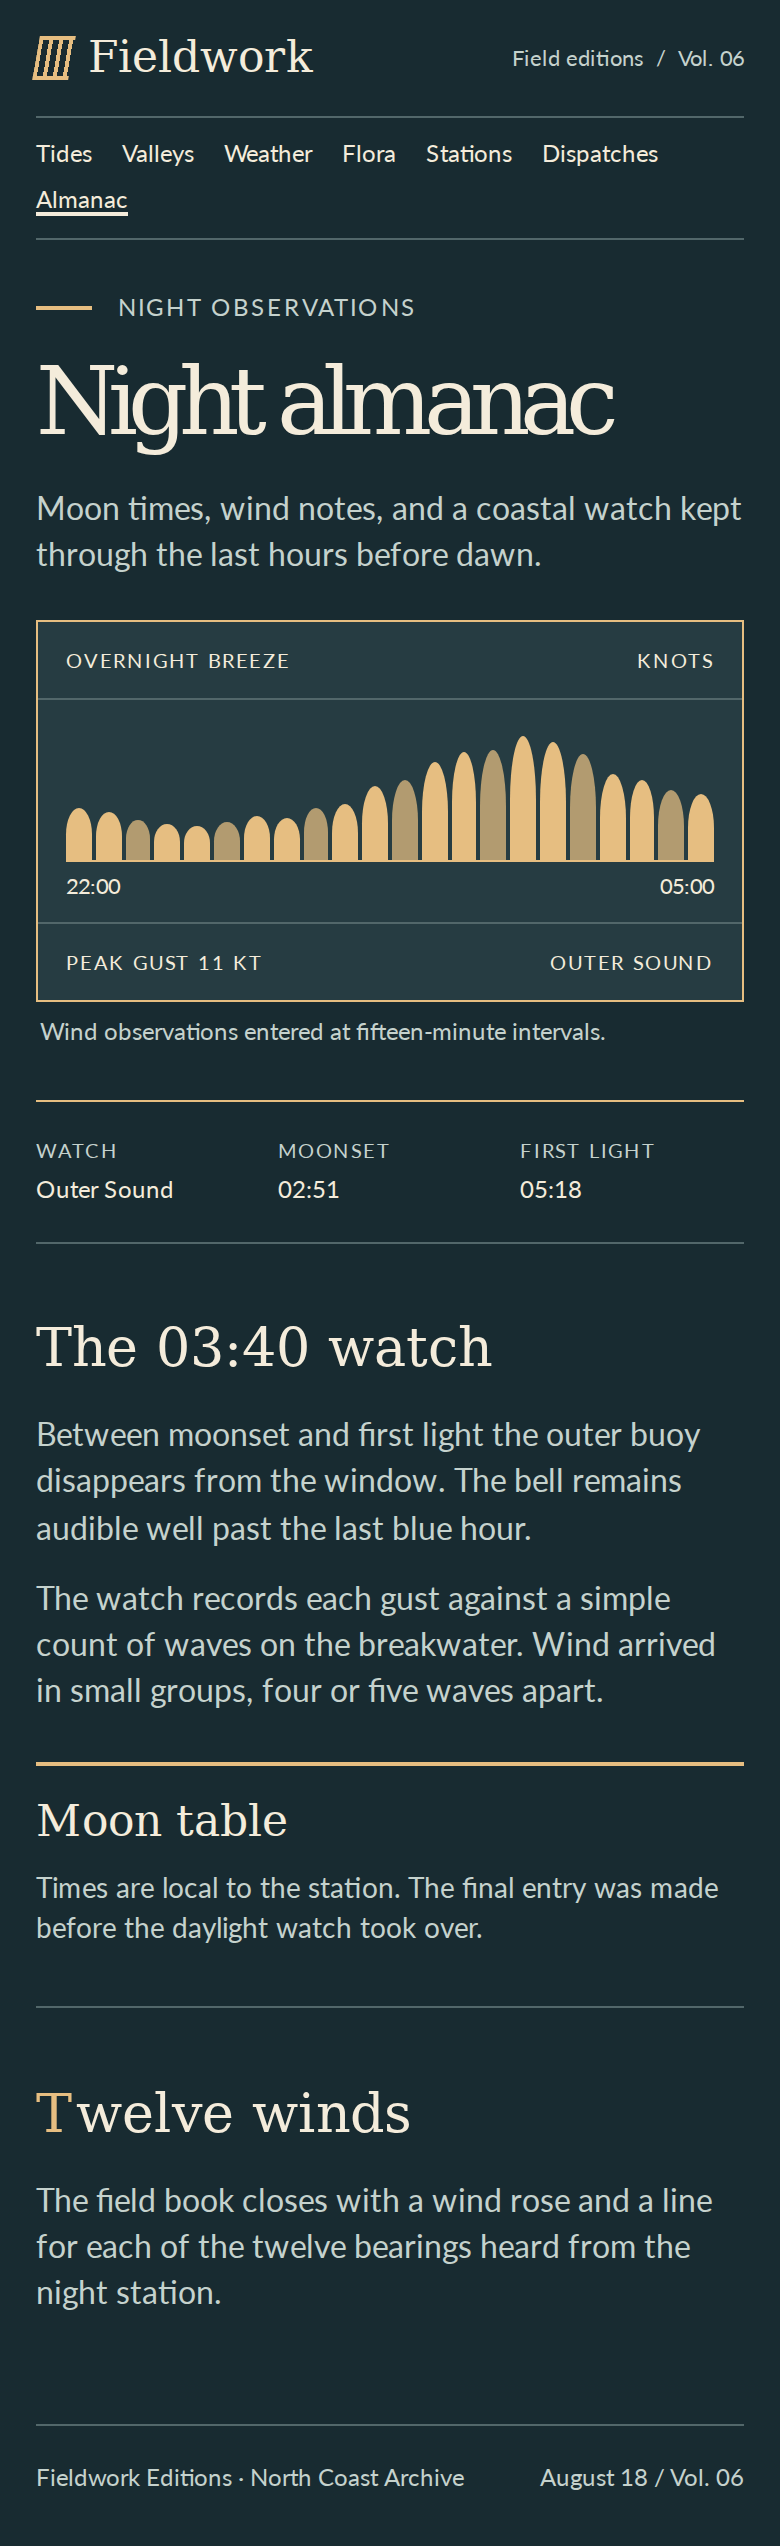 Fieldwork
Field editions / Vol. 06
Tides Valleys Weather Flora Stations Dispatches
Almanac
NIGHT OBSERVATIONS
Night almanac
Moon times, wind notes, and a coastal watch kept
through the last hours before dawn.
OVERNIGHT BREEZE KNOTS
22:00 05:00
PEAK GUST 11 KT OUTER SOUND
Wind observations entered at fifteen-minute intervals.
WATCH MOONSET FIRST LIGHT
Outer Sound 02:51 05:18
The 03:40 watch
Between moonset and first light the outer buoy
disappears from the window. The bell remains
audible well past the last blue hour.
The watch records each gust against a simple
count of waves on the breakwater. Wind arrived
in small groups, four or five waves apart.
Moon table
Times are local to the station. The final entry was made
before the daylight watch took over.
Twelve winds
The field book closes with a wind rose and a line
for each of the twelve bearings heard from the
night station.
Fieldwork Editions · North Coast Archive August 18 / Vol. 06